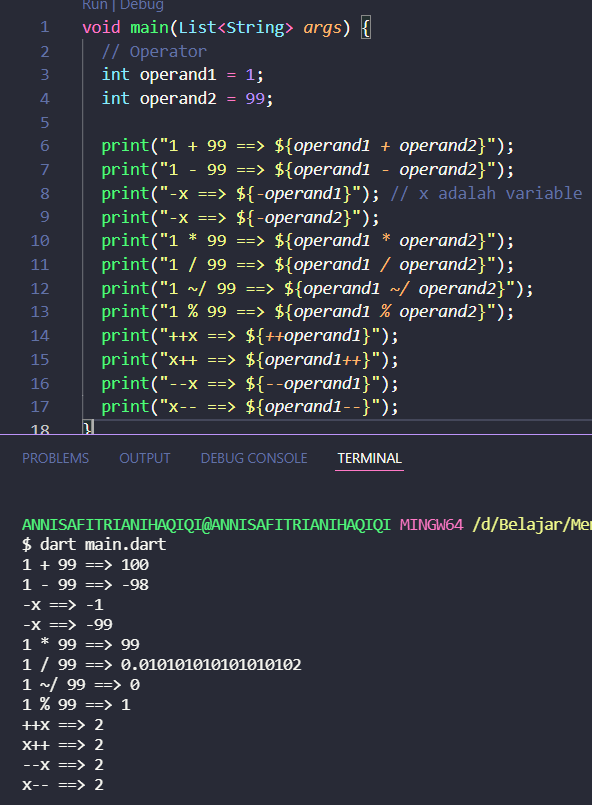 Run | Debug
1 void main(List<String> args) {
2 // Operator
3 int operand1 = 1;
4 int operand2 = 99;
5
6 print("1 + 99 ==> ${operand1 + operand2}");
7 print("1 - 99 ==> ${operand1 - operand2}");
8 print("-x ==> ${-operand1}"); // x adalah variable
9 print("-x ==> ${-operand2}");
10 print("1 * 99 ==> ${operand1 * operand2}");
11 print("1 / 99 ==> ${operand1 / operand2}");
12 print("1 ~/ 99 ==> ${operand1 ~/ operand2}");
13 print("1 % 99 ==> ${operand1 % operand2}");
14 print("++x ==> ${++operand1}");
15 print("x++ ==> ${operand1++}");
16 print("--x ==> ${--operand1}");
17 print("x-- ==> ${operand1--}");
18 }
PROBLEMS OUTPUT DEBUG CONSOLE TERMINAL
ANNISAFITRIANIHAQIQI@ANNISAFITRIANIHAQIQI MINGW64 /d/Belajar/Me
$ dart main.dart
1 + 99 ==> 100
1 - 99 ==> -98
-x ==> -1
-x ==> -99
1 * 99 ==> 99
1 / 99 ==> 0.010101010101010102
1 ~/ 99 ==> 0
1 % 99 ==> 1
++x ==> 2
x++ ==> 2
--x ==> 2
x-- ==> 2